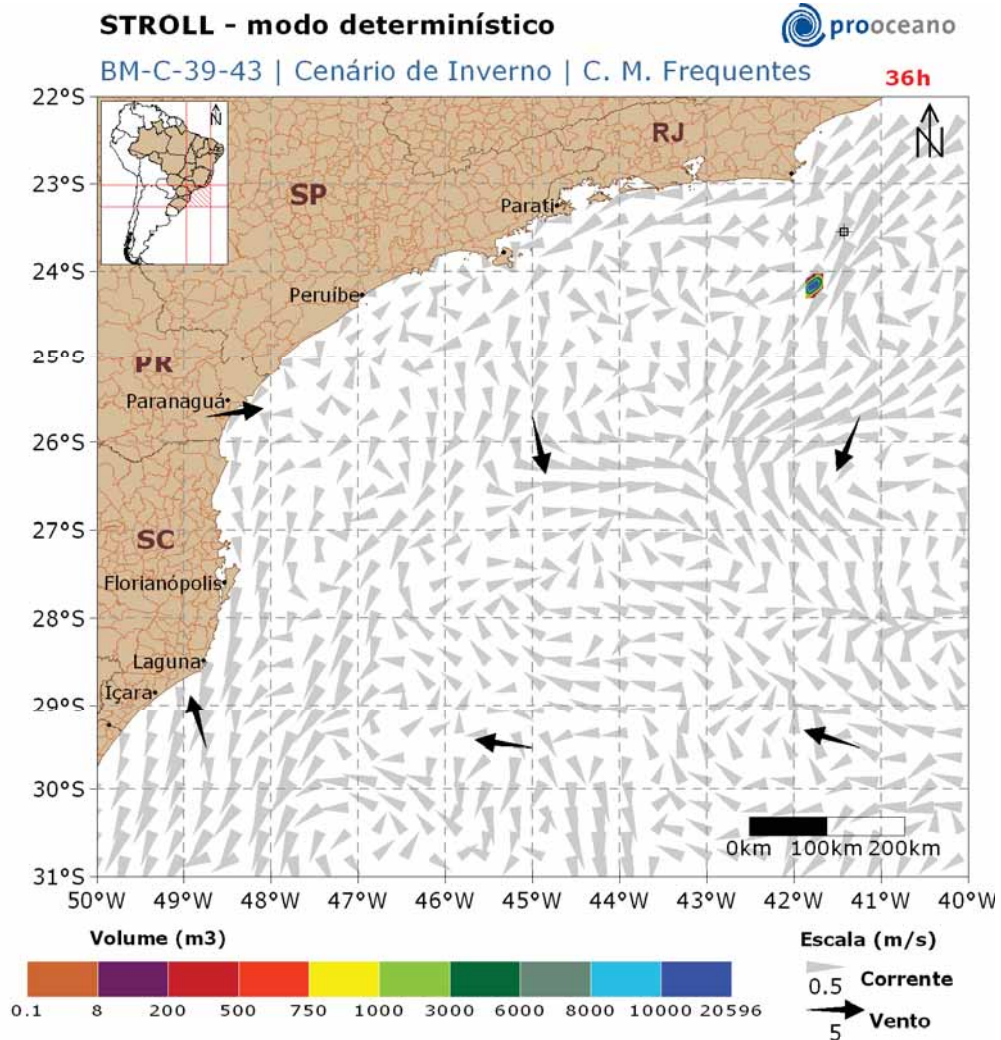 STROLL - modo determinístico
prooceano
BM-C-39-43 | Cenário de Inverno | C. M. Frequentes
36h
22°S
N
N
RJ
23°S
SP
Parati
24°S
Peruíbe
25°S
PR
Paranaguá
26°S
27°S
SC
Florianópolis
28°S
Laguna
Içara
29°S
30°S
0km 100km 200km
31°S
50°W 49°W 48°W 47°W 46°W 45°W 44°W 43°W 42°W 41°W 40°W
Volume (m3)
0.1 8 200 500 750 1000 3000 6000 8000 10000 20596
Escala (m/s)
0.5 Corrente
5 Vento